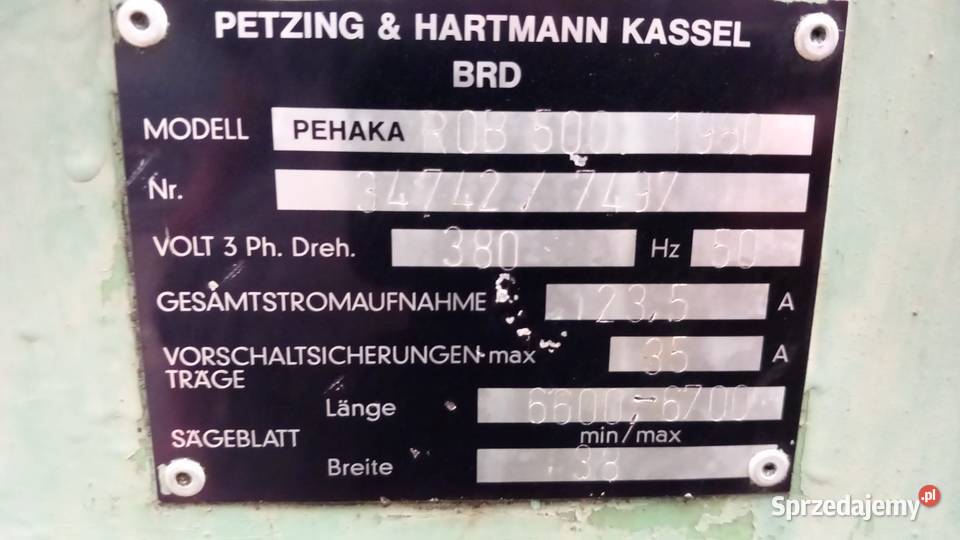 PETZING & HARTMANN KASSEL
BRD
MODELL PEHAKA ROB 500, 1980
Nr. 34742 / 7497
VOLT 3 Ph. Dreh. 380 Hz 50
GESAMTSTROMAUFNAHME 23,5 A
VORSCHALTSICHERUNGEN max 35 A
TRÄGE
Länge 6600,-6700
SÄGEBLATT min/max
Breite 38
Sprzedajemy.pl